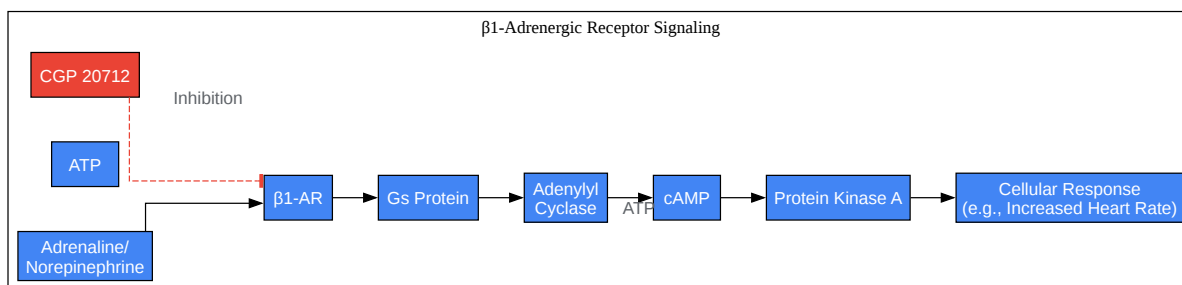 β1-Adrenergic Receptor Signaling
CGP 20712
Inhibition
ATP
β1-AR
Gs Protein
Adenylyl
Cyclase
ATP
cAMP
Protein Kinase A
Cellular Response
(e.g., Increased Heart Rate)
Adrenaline/
Norepinephrine